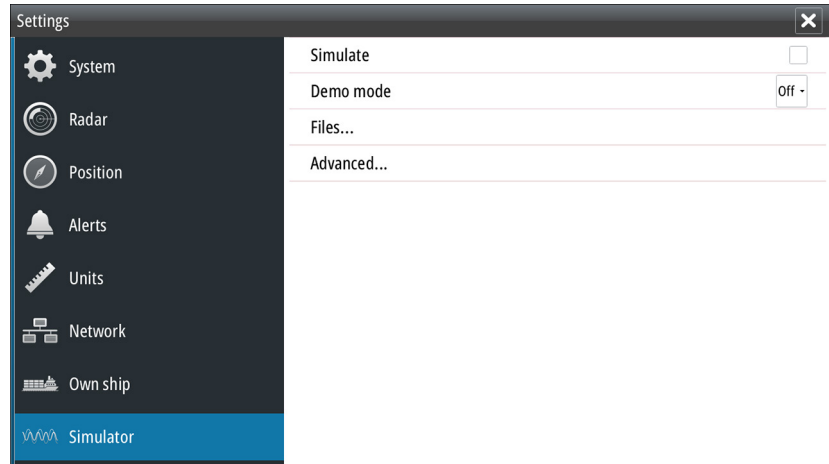 Settings
System
Radar
Position
Alerts
Units
Network
Own ship
Simulator
Simulate
Demo mode
Off
Files...
Advanced...